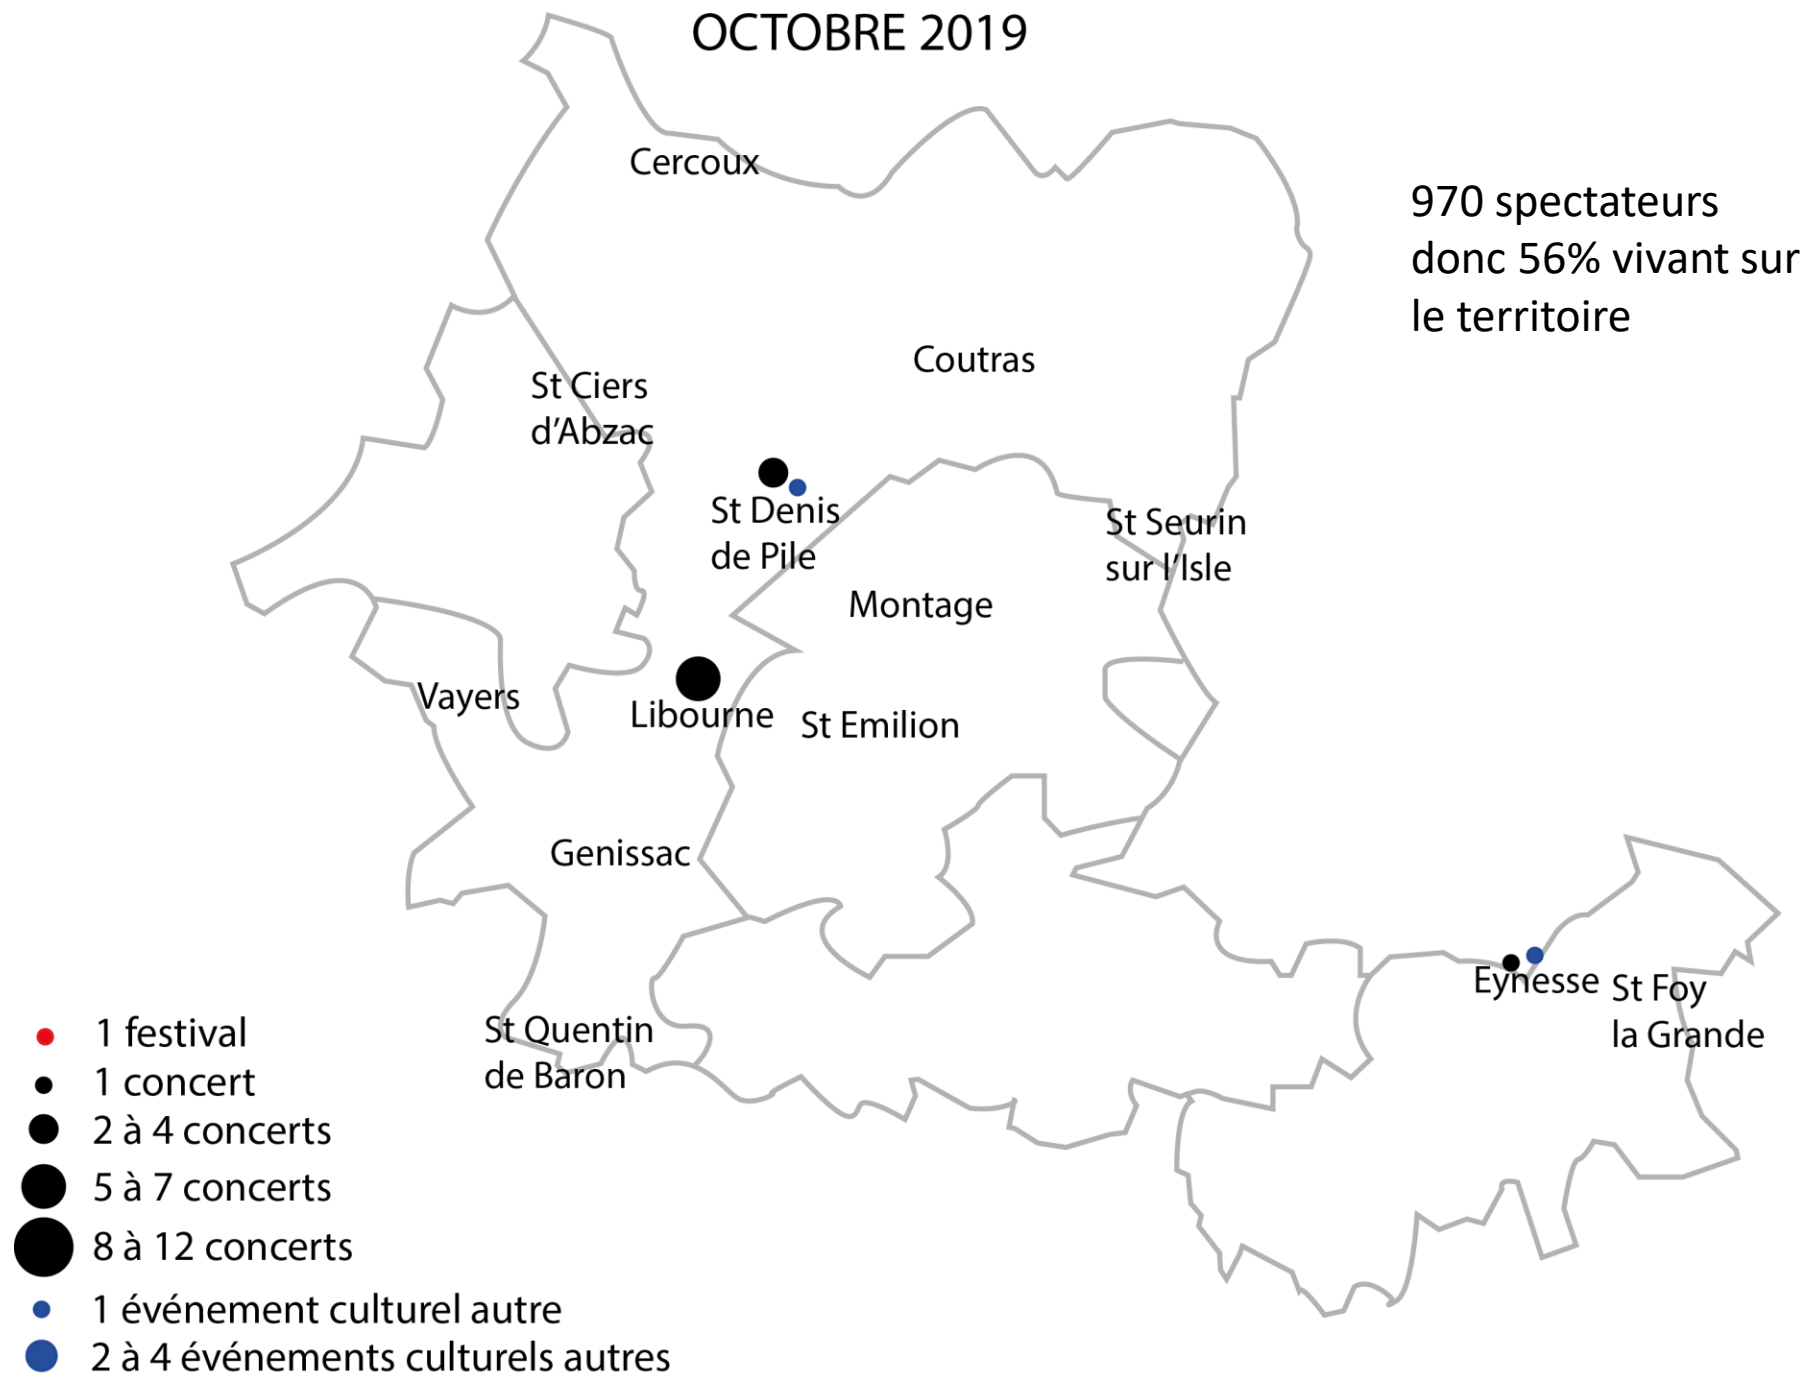 OCTOBRE 2019
Cercoux
970 spectateurs
donc 56% vivant sur
le territoire
Coutras
St Ciers
d'Abzac
St Denis
de Pile
St Seurin
sur l'Isle
Montage
Vayers
Libourne
St Emilion
Genissac
Eynesse
St Foy
la Grande
St Quentin
de Baron
1 festival
1 concert
2 à 4 concerts
5 à 7 concerts
8 à 12 concerts
1 événement culturel autre
2 à 4 événements culturels autres